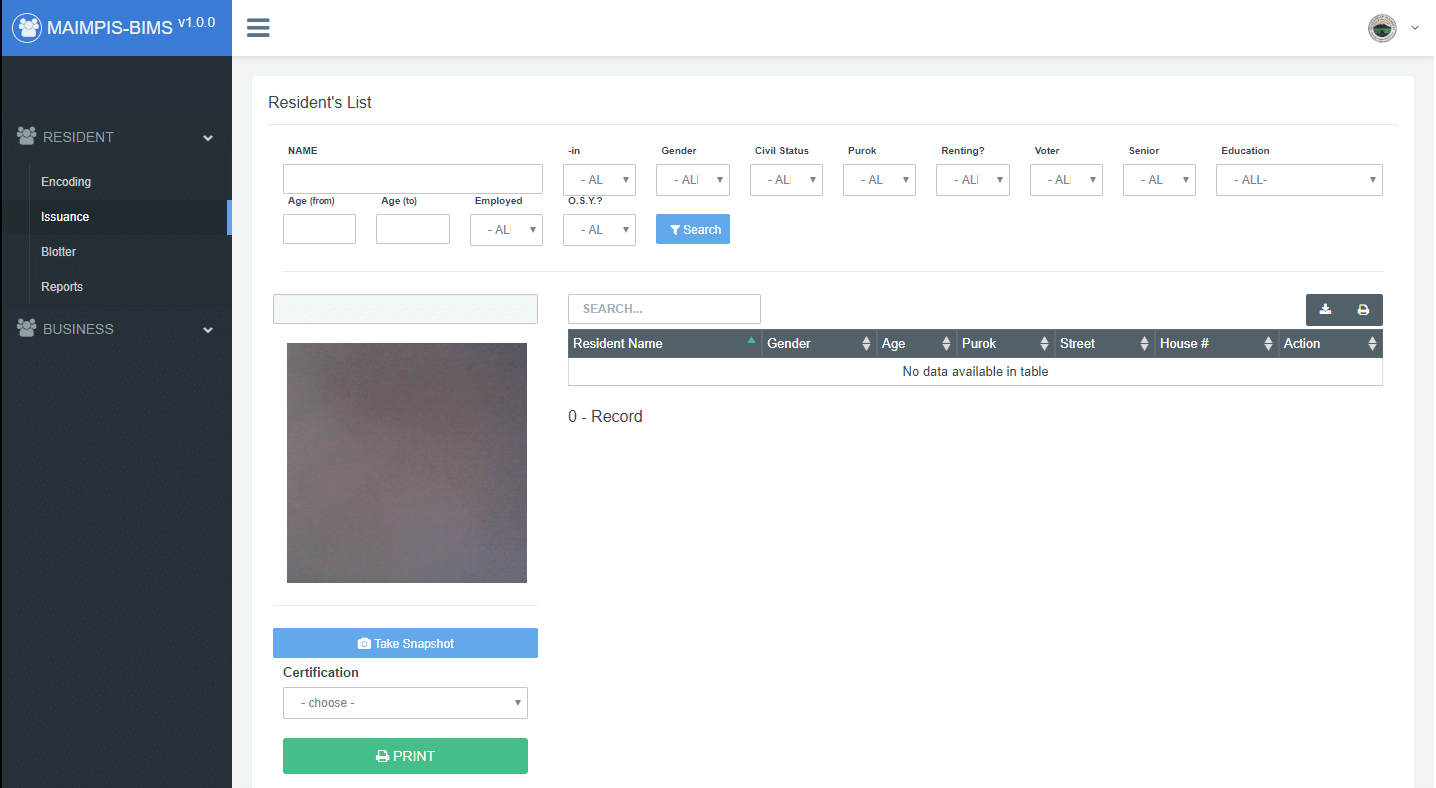 MAIMPIS-BIMS v1.0.0
RESIDENT
Encoding
Issuance
Blotter
Reports
BUSINESS
Resident's List
NAME -in Gender Civil Status Purok Renting? Voter Senior Education
- AL - ALI - ALI - AL - ALI - ALI - AL - ALL-
Age (from) Age (to) Employed O.S.Y.?
- ALI - AL Search
SEARCH...
Resident Name Gender Age Purok Street House # Action
No data available in table
0 - Record
Take Snapshot
Certification
- choose -
PRINT